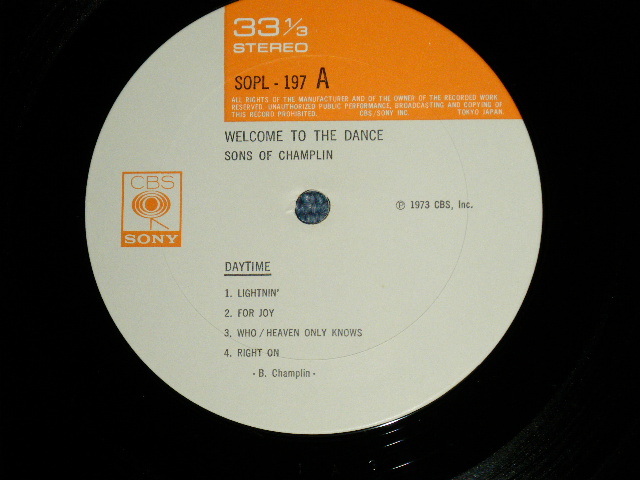 33 1/3
STEREO
SOPL - 197 A
ALL RIGHTS OF THE MANUFACTURER AND OF THE OWNER OF THE RECORDED WORK
RESERVED. UNAUTHORIZED PUBLIC PERFORMANCE, BROADCASTING AND COPYING OF
THIS RECORD PROHIBITED. CBS/SONY INC. TOKYO JAPAN.
WELCOME TO THE DANCE
SONS OF CHAMPLIN
CBS
SONY
℗ 1973 CBS, Inc.
DAYTIME
1. LIGHTNIN'
2. FOR JOY
3. WHO / HEAVEN ONLY KNOWS
4. RIGHT ON
- B. Champlin -